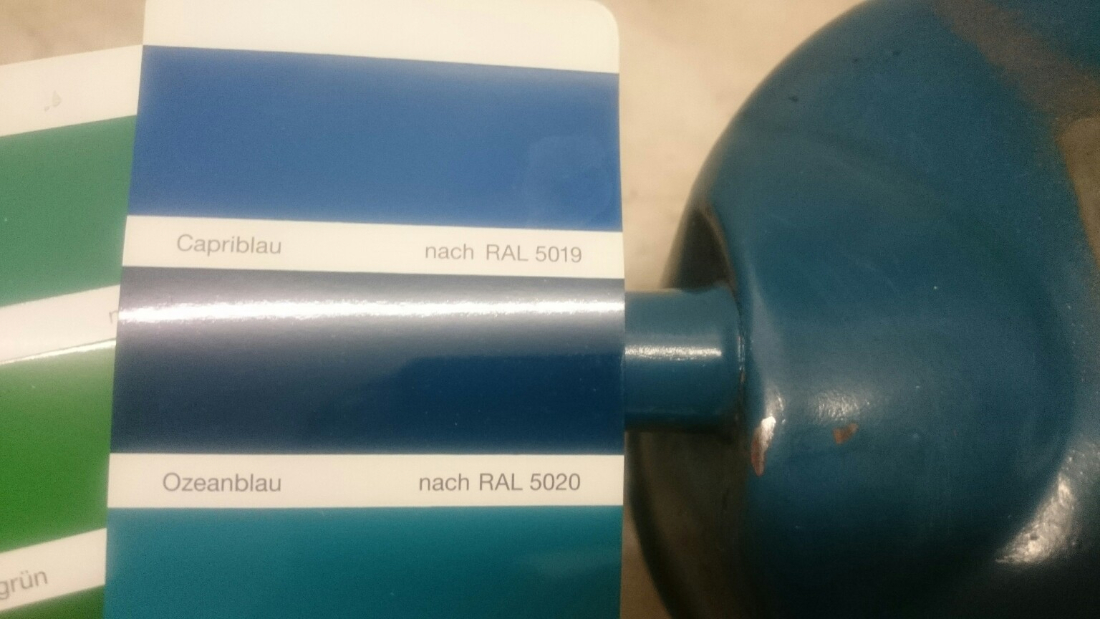 Capriblau nach RAL 5019
Ozeanblau nach RAL 5020
grün